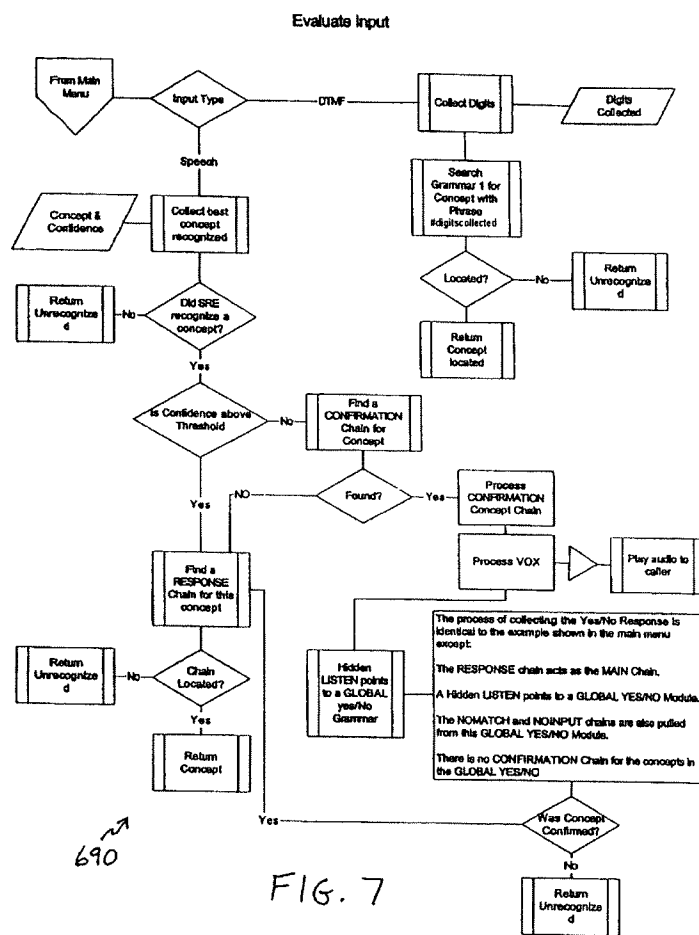 Evaluate Input
From Main
Menu
Input Type
DTMF
Collect Digits
Digits
Collected
Speech
Search
Grammar 1 for
Concept with
Phrase
#digitscollected
Concept &
Confidence
Collect best
concept
recognized
Located?
No
Return
Unrecognize
d
Return
Unrecognize
d
No
Did SRE
recognize a
concept?
Return
Concept
located
Yes
Is Confidence above
Threshold
No
Find a
CONFIRMATION
Chain for
Concept
Yes
NO
Found?
Yes
Process
CONFIRMATION
Concept Chain
Find a
RESPONSE
Chain for this
concept
Process VOX
Play audio to
caller
Return
Unrecognize
d
No
Chain
Located?
Hidden
LISTEN points
to a GLOBAL
yes/No
Grammar
The process of collecting the Yes/No Response is
identical to the example shown in the main menu
except:
The RESPONSE chain acts as the MAIN Chain.
A Hidden LISTEN points to a GLOBAL YES/NO Module.
The NOMATCH and NOINPUT chains are also pulled
from this GLOBAL YES/NO Module.
There is no CONFIRMATION Chain for the concepts in
the GLOBAL YES/NO
Yes
Return
Concept
Yes
Was Concept
Confirmed?
No
Return
Unrecognize
d
690
FIG. 7